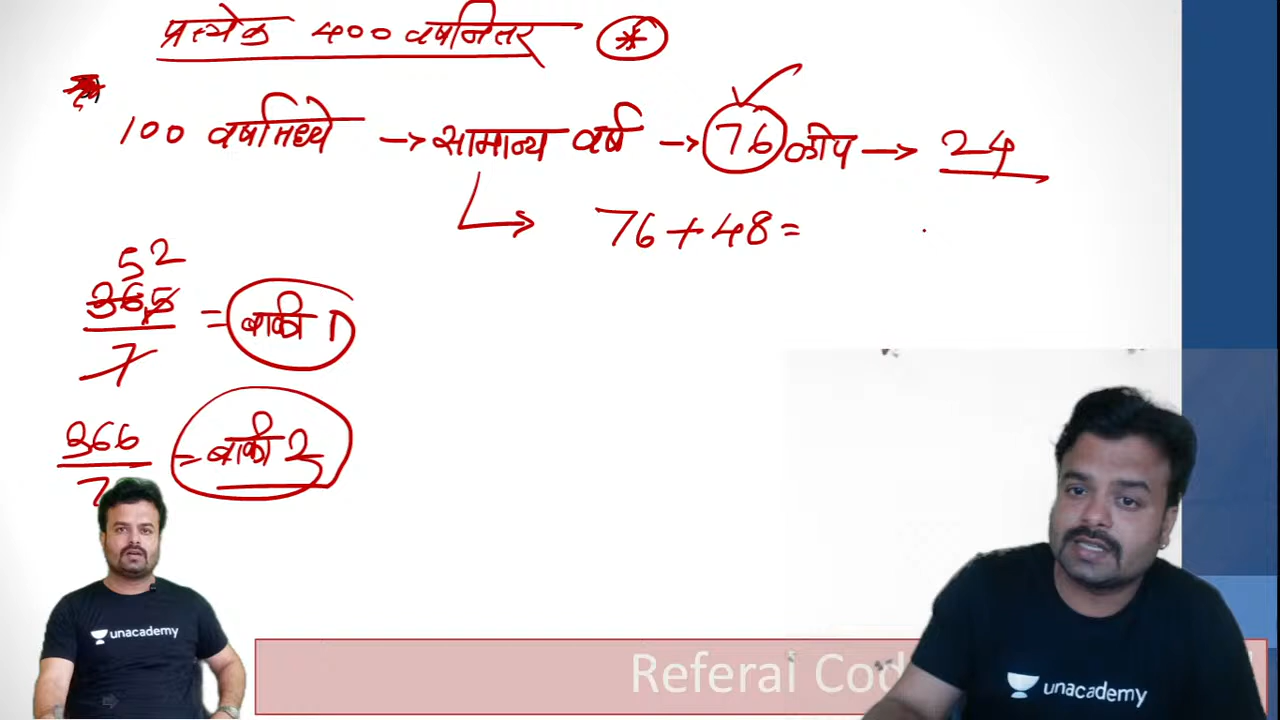 प्रत्येक 400 वर्षानंतर *
100 वर्षामध्ये → सामान्य वर्ष → 76 लीप → 24
76+48=
52
365/7 = बाकी 1
366/7 = बाकी 2
unacademy
unacademy
Referal Cod